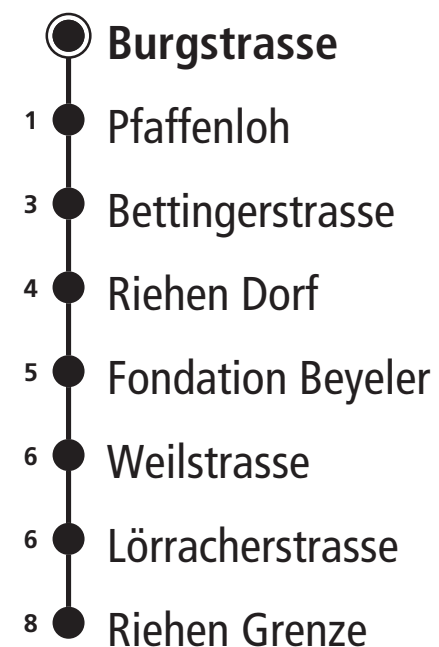 Burgstrasse
1 Pfaffenloh
3 Bettingerstrasse
4 Riehen Dorf
5 Fondation Beyeler
6 Weilstrasse
6 Lörracherstrasse
8 Riehen Grenze